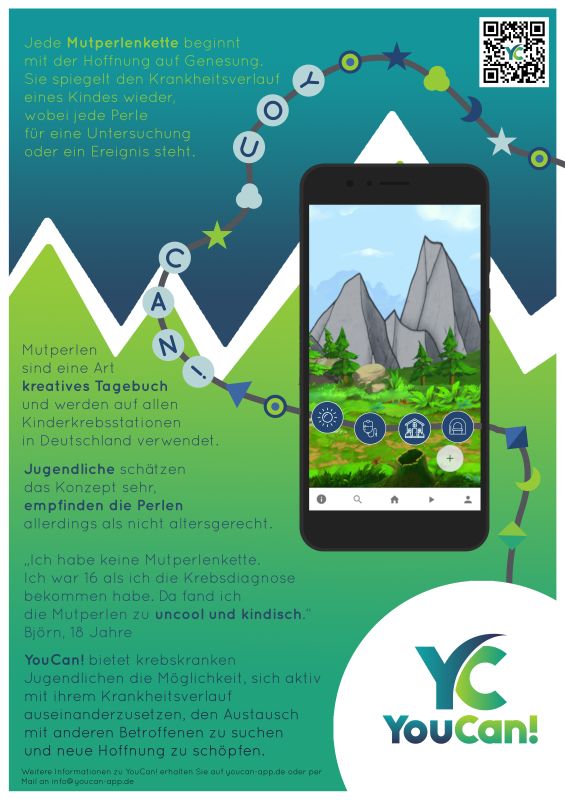 Jede Mutperlenkette beginnt
mit der Hoffnung auf Genesung.
Sie spiegelt den Krankheitsverlauf
eines Kindes wieder,
wobei jede Perle
für eine Untersuchung
oder ein Ereignis steht.
YOU
CAN!
YC
Mutperlen
sind eine Art
kreatives Tagebuch
und werden auf allen
Kinderkrebsstationen
in Deutschland verwendet.
Jugendliche schätzen
das Konzept sehr,
empfinden die Perlen
allerdings als nicht altersgerecht.
„Ich habe keine Mutperlenkette.
Ich war 16 als ich die Krebsdiagnose
bekommen habe. Da fand ich
die Mutperlen zu uncool und kindisch.“
Björn, 18 Jahre
YouCan! bietet krebskranken
Jugendlichen die Möglichkeit, sich aktiv
mit ihrem Krankheitsverlauf
auseinanderzusetzen, den Austausch
mit anderen Betroffenen zu suchen
und neue Hoffnung zu schöpfen.
YC
YouCan!
Weitere Informationen zu YouCan! erhalten Sie auf youcan-app.de oder per
Mail an info@youcan-app.de